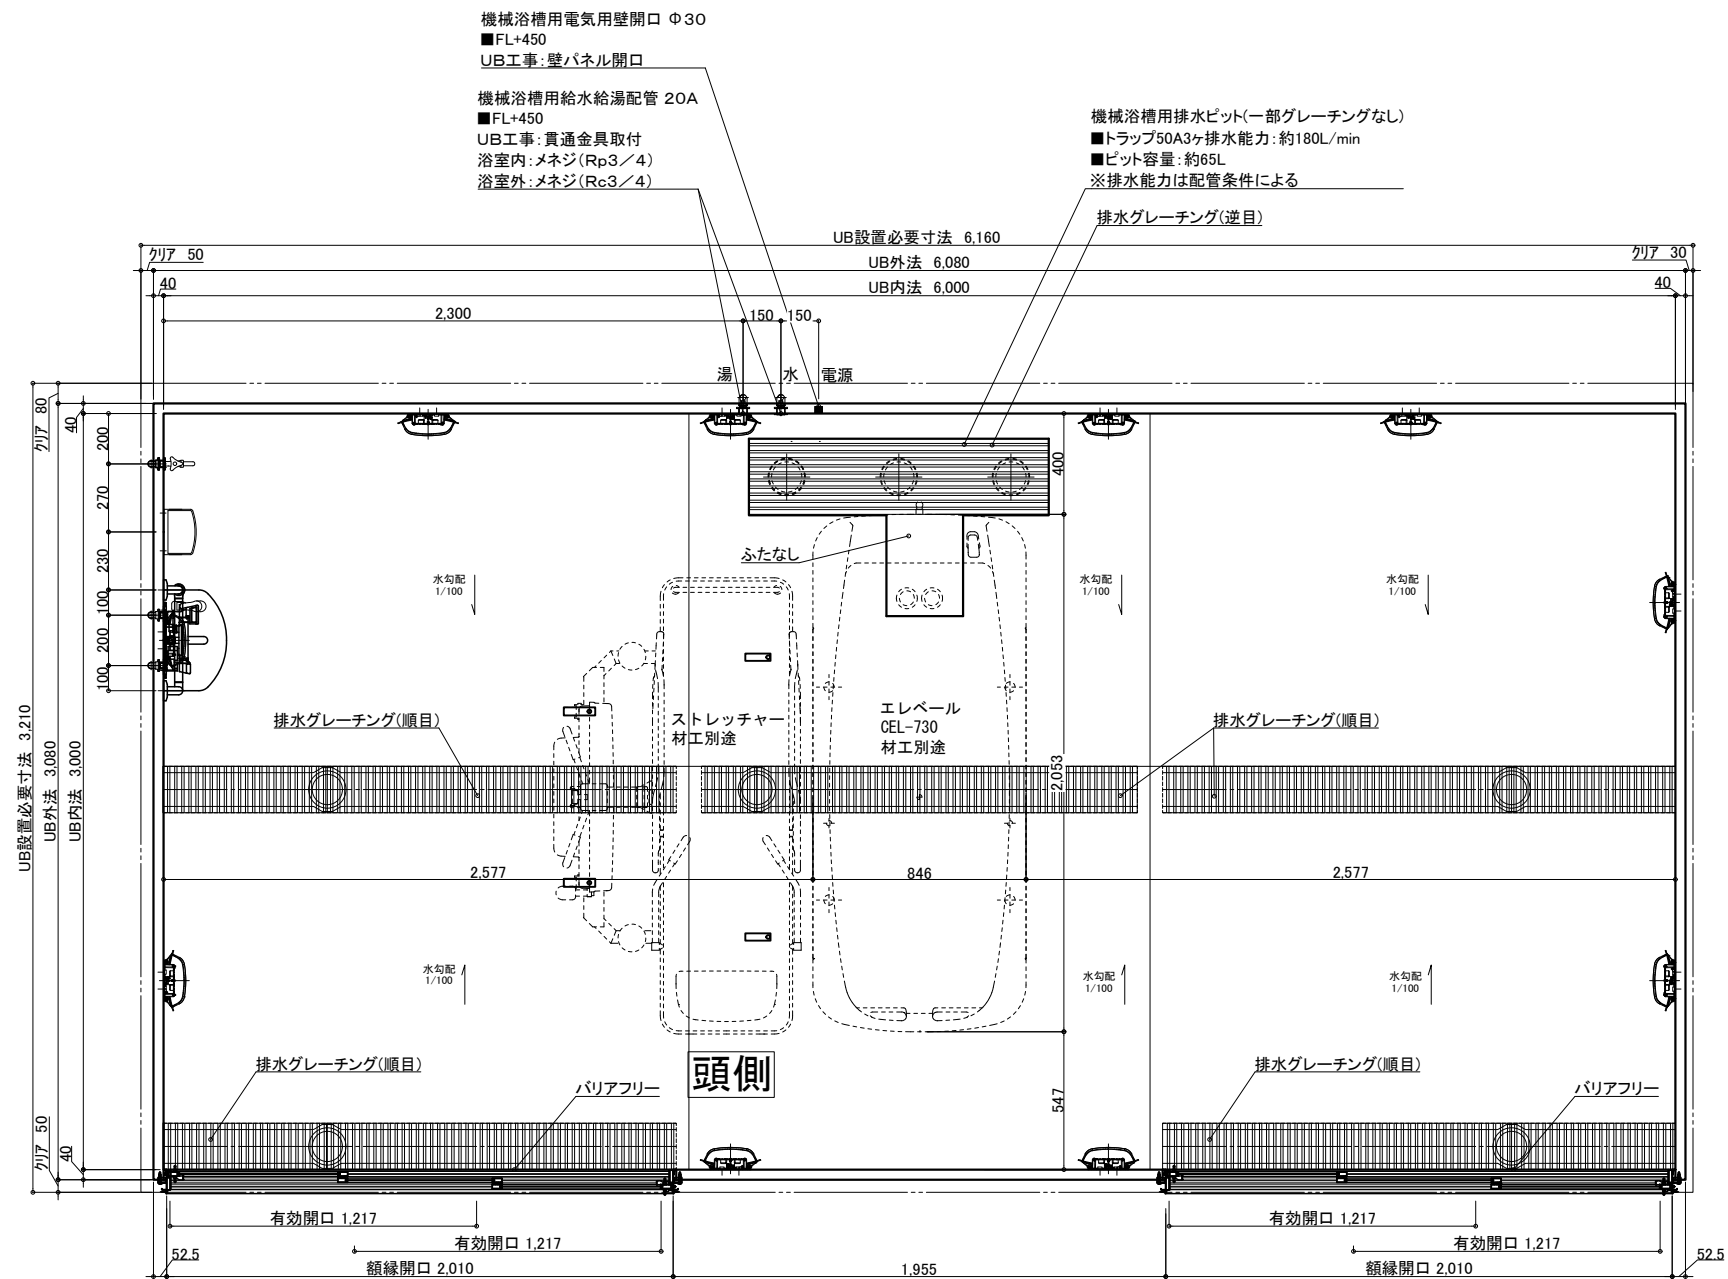 機械浴槽用電気用壁開口 Φ30
■FL+450
UB工事:壁パネル開口
機械浴槽用給水給湯配管 20A
■FL+450
UB工事:貫通金具取付
浴室内:メネジ(Rp3／4)
浴室外:メネジ(Rc3／4)
機械浴槽用排水ピット(一部グレーチングなし)
■トラップ50A3ヶ排水能力:約180L/min
■ピット容量:約65L
※排水能力は配管条件による
排水グレーチング(逆目)
UB設置必要寸法 6,160
クリア 50
クリア 30
UB外法 6,080
40
UB内法 6,000
40
2,300
150
150
湯
水
電源
クリア 80
40
200
270
230
100
200
100
400
ふたなし
水勾配
1/100
水勾配
1/100
水勾配
1/100
UB設置必要寸法 3,210
UB外法 3,080
UB内法 3,000
排水グレーチング(順目)
ストレッチャー
材工別途
エレベール
CEL-730
材工別途
排水グレーチング(順目)
2,053
2,577
846
2,577
水勾配
1/100
水勾配
1/100
水勾配
1/100
排水グレーチング(順目)
バリアフリー
頭側
547
排水グレーチング(順目)
バリアフリー
クリア 50
40
有効開口 1,217
有効開口 1,217
有効開口 1,217
有効開口 1,217
52.5
額縁開口 2,010
1,955
額縁開口 2,010
52.5